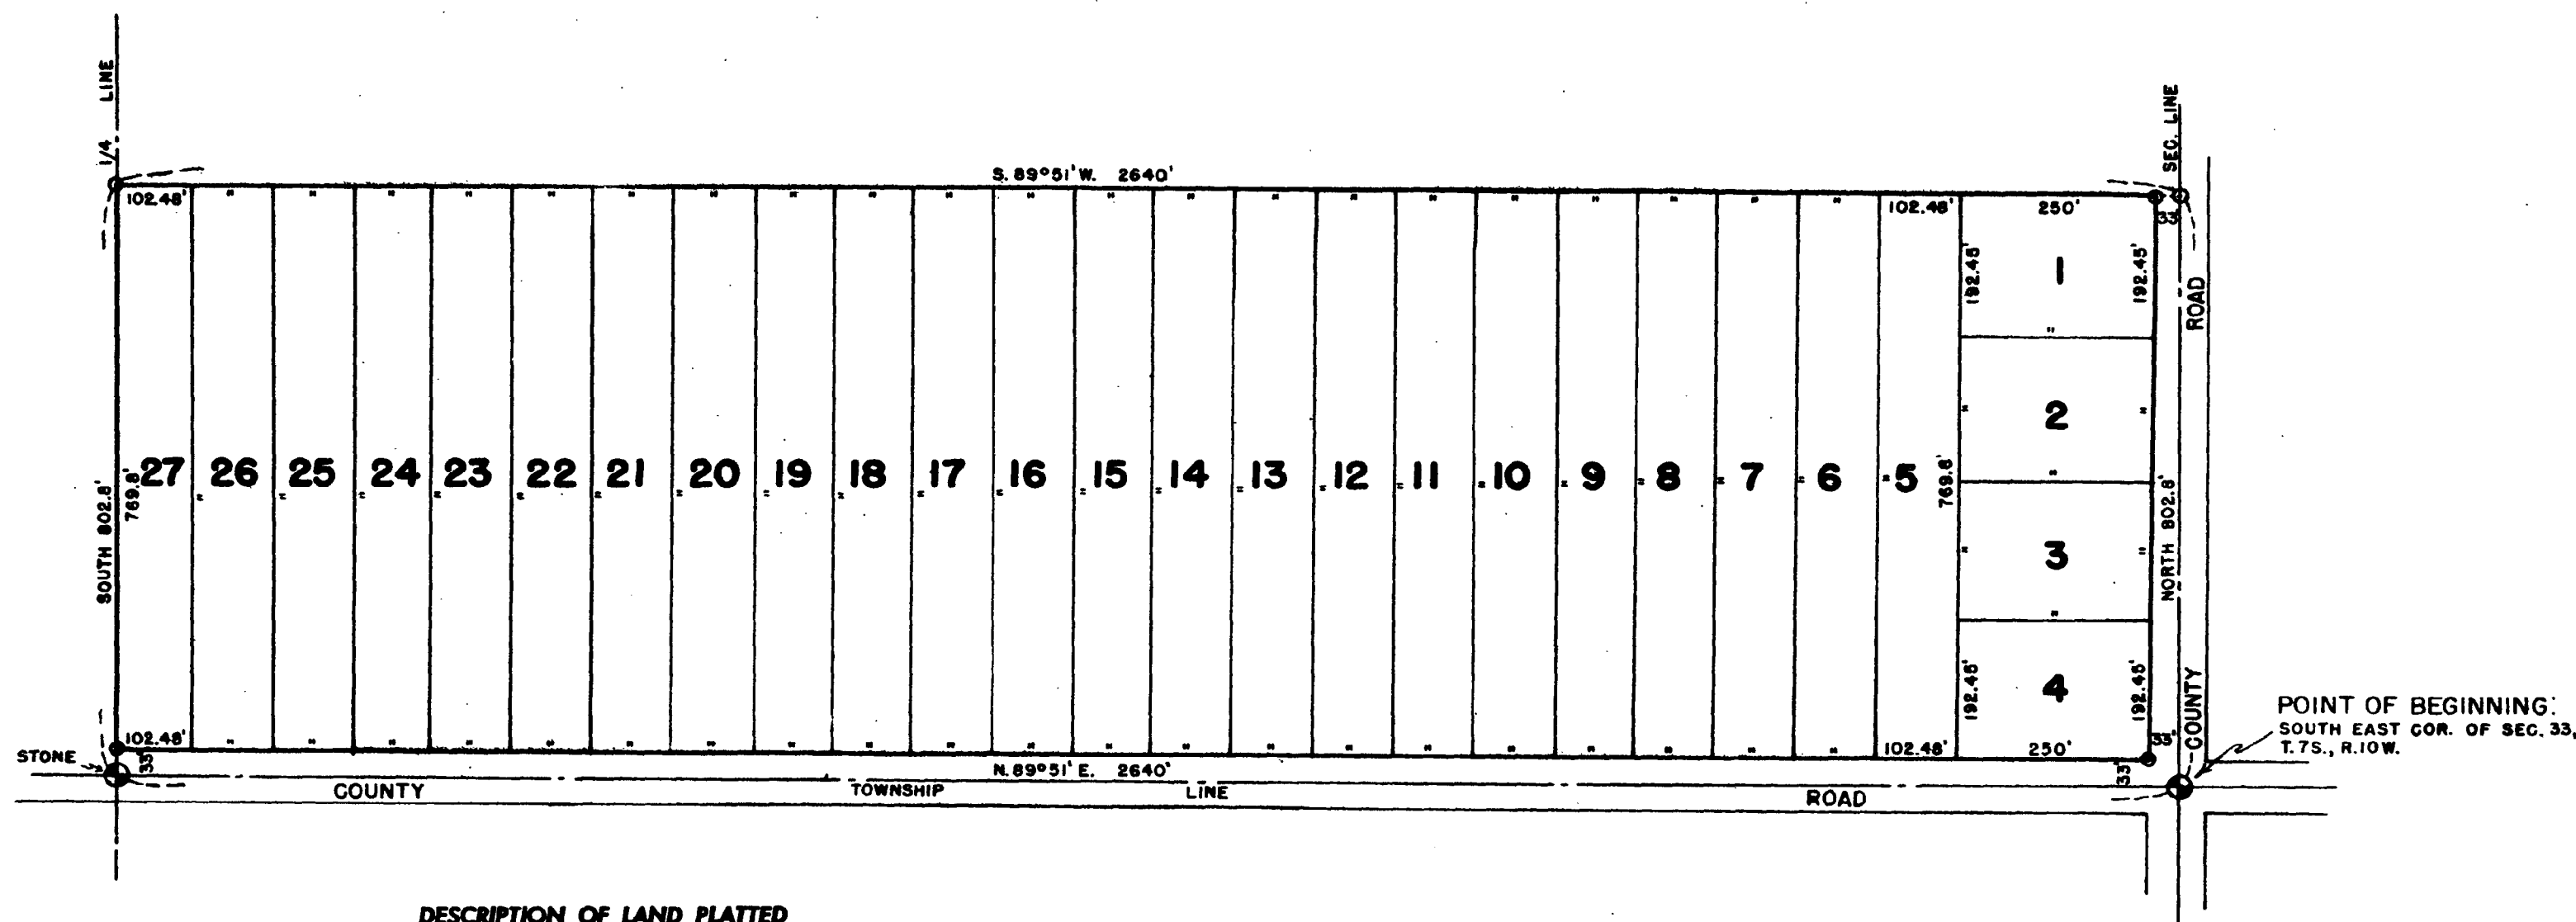 1/4 LINE
SEC. LINE
S. 89°51' W. 2640'
102.48' " " " " " " " " " " " " " " " " " " " " " 102.48' 250' 33'
192.45' 1 192.45'
"
ROAD
" 2 "
"
SOUTH 802.8'
769.8'
27 26 25 24 23 22 21 20 19 18 17 16 15 14 13 12 11 10 9 8 7 6 5
" " " " " " " " " " " " " " " " " " " " " "
769.8'
NORTH 802.8'
" 3 "
"
192.45' 4 192.45'
COUNTY
POINT OF BEGINNING:
SOUTH EAST COR. OF SEC. 33,
T. 7S., R. 10W.
102.48' " " " " " " " " " " " " " " " " " " " " " 102.48' 250' 33'
STONE
33'
33'
N. 89°51' E. 2640'
COUNTY TOWNSHIP LINE ROAD
DESCRIPTION OF LAND PLATTED